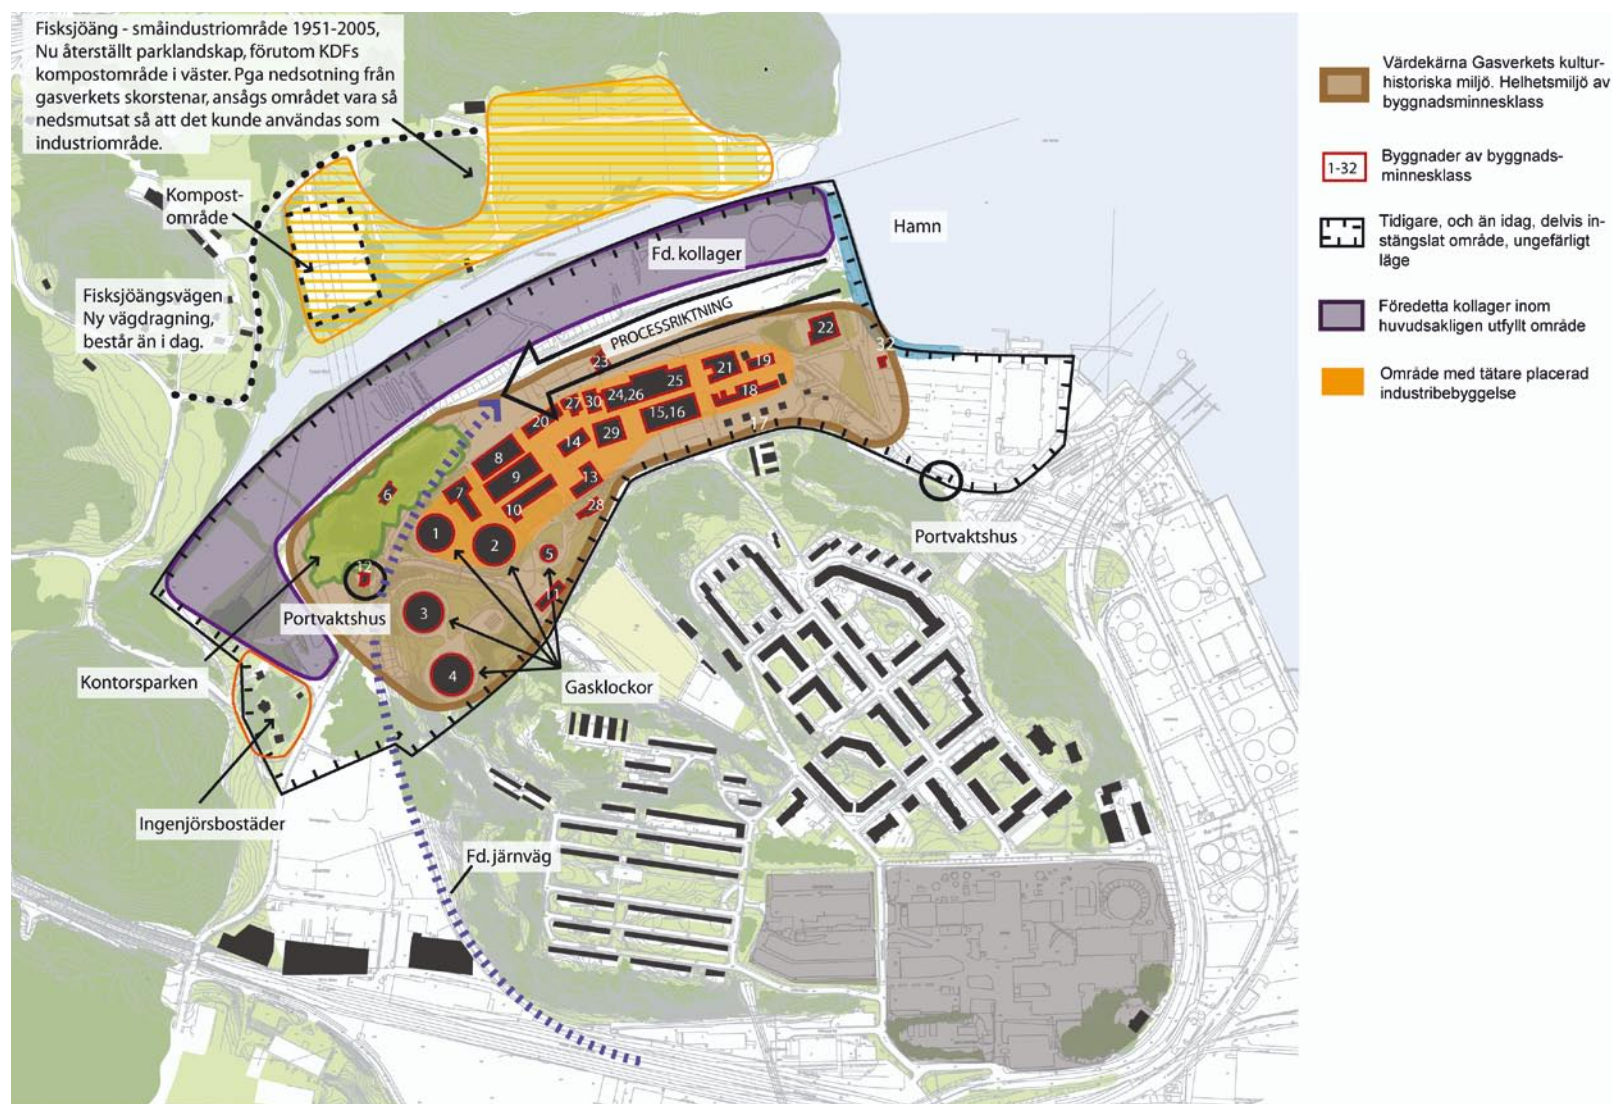 Fisksjöäng - småindustriområde 1951-2005,
Nu återställt parklandskap, förutom KDFs
kompostområde i väster. Pga nedsotning från
gasverkets skorstenar, ansågs området vara så
nedsmutsat så att det kunde användas som
industriområde.
Kompost-
område
Fisksjöängsvägen
Ny vägdragning,
består än i dag.
Fd. kollager
Hamn
PROCESSRIKTNING
22
32
23
21
19
25
24,26
18
27
30
15,16
20
17
29
14
8
9
13
6
7
10
28
1
2
5
12
11
3
4
Portvaktshus
Portvaktshus
Kontorsparken
Gasklockor
Ingenjörsbostäder
Fd. järnväg
Värdekärna Gasverkets kultur-
historiska miljö. Helhetsmiljö av
byggnadsminnesklass
1-32
Byggnader av byggnads-
minnesklass
Tidigare, och än idag, delvis in-
stängslat område, ungefärligt
läge
Föredetta kollager inom
huvudsakligen utfyllt område
Område med tätare placerad
industribebyggelse